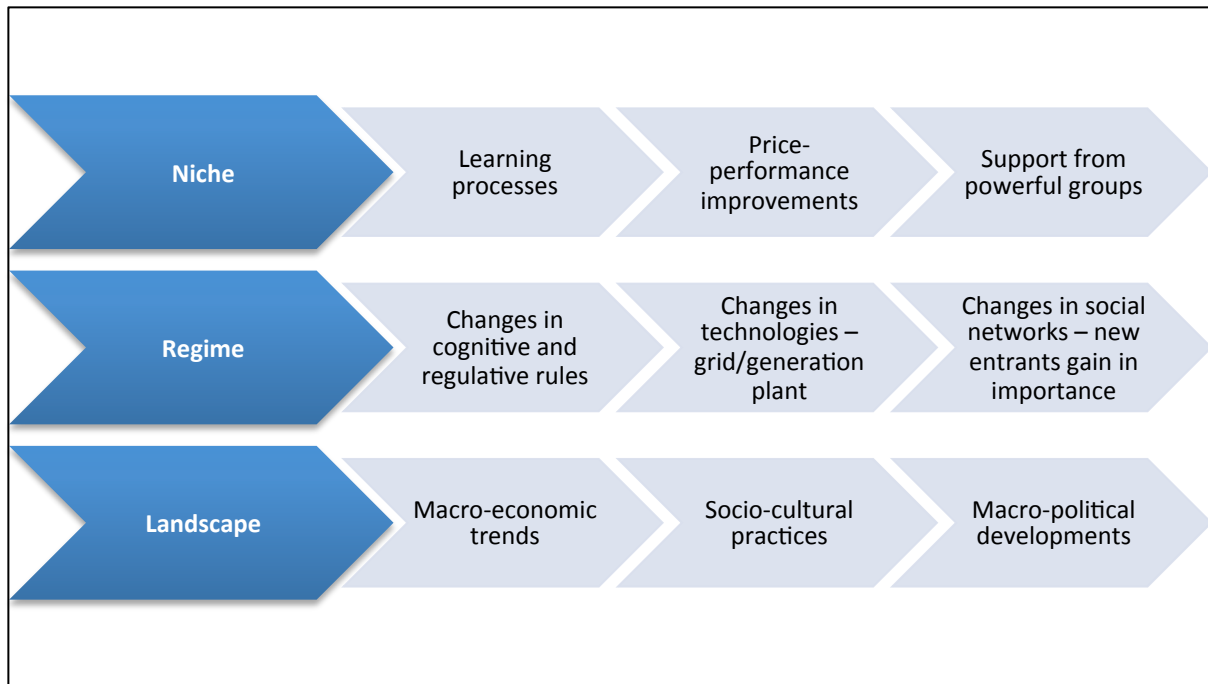 Niche
Learning
processes
Price-
performance
improvements
Support from
powerful groups
Regime
Changes in
cognitive and
regulative rules
Changes in
technologies –
grid/generation
plant
Changes in social
networks – new
entrants gain in
importance
Landscape
Macro-economic
trends
Socio-cultural
practices
Macro-political
developments